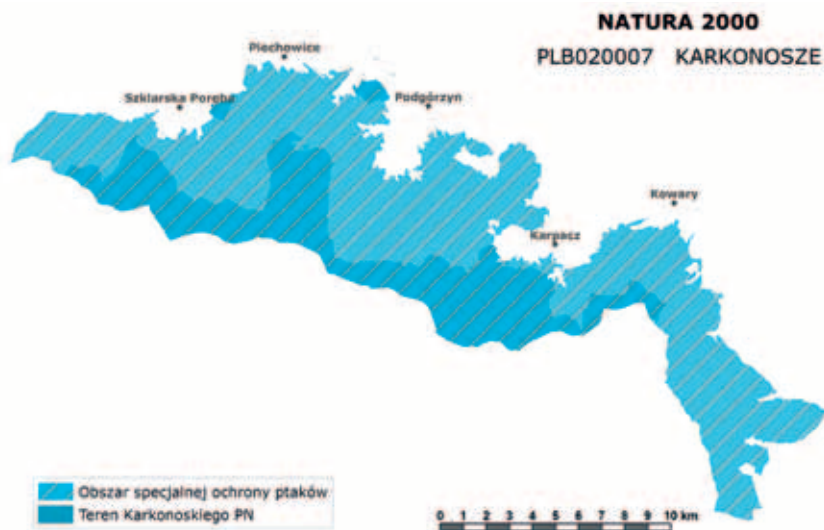 NATURA 2000
PLB020007 KARKONOSZE
Piechowice
Szklarska Poręba
Podgórzyn
Kowary
Karpacz
Obszar specjalnej ochrony ptaków
Teren Karkonoskiego PN
0 1 2 3 4 5 6 7 8 9 10 km